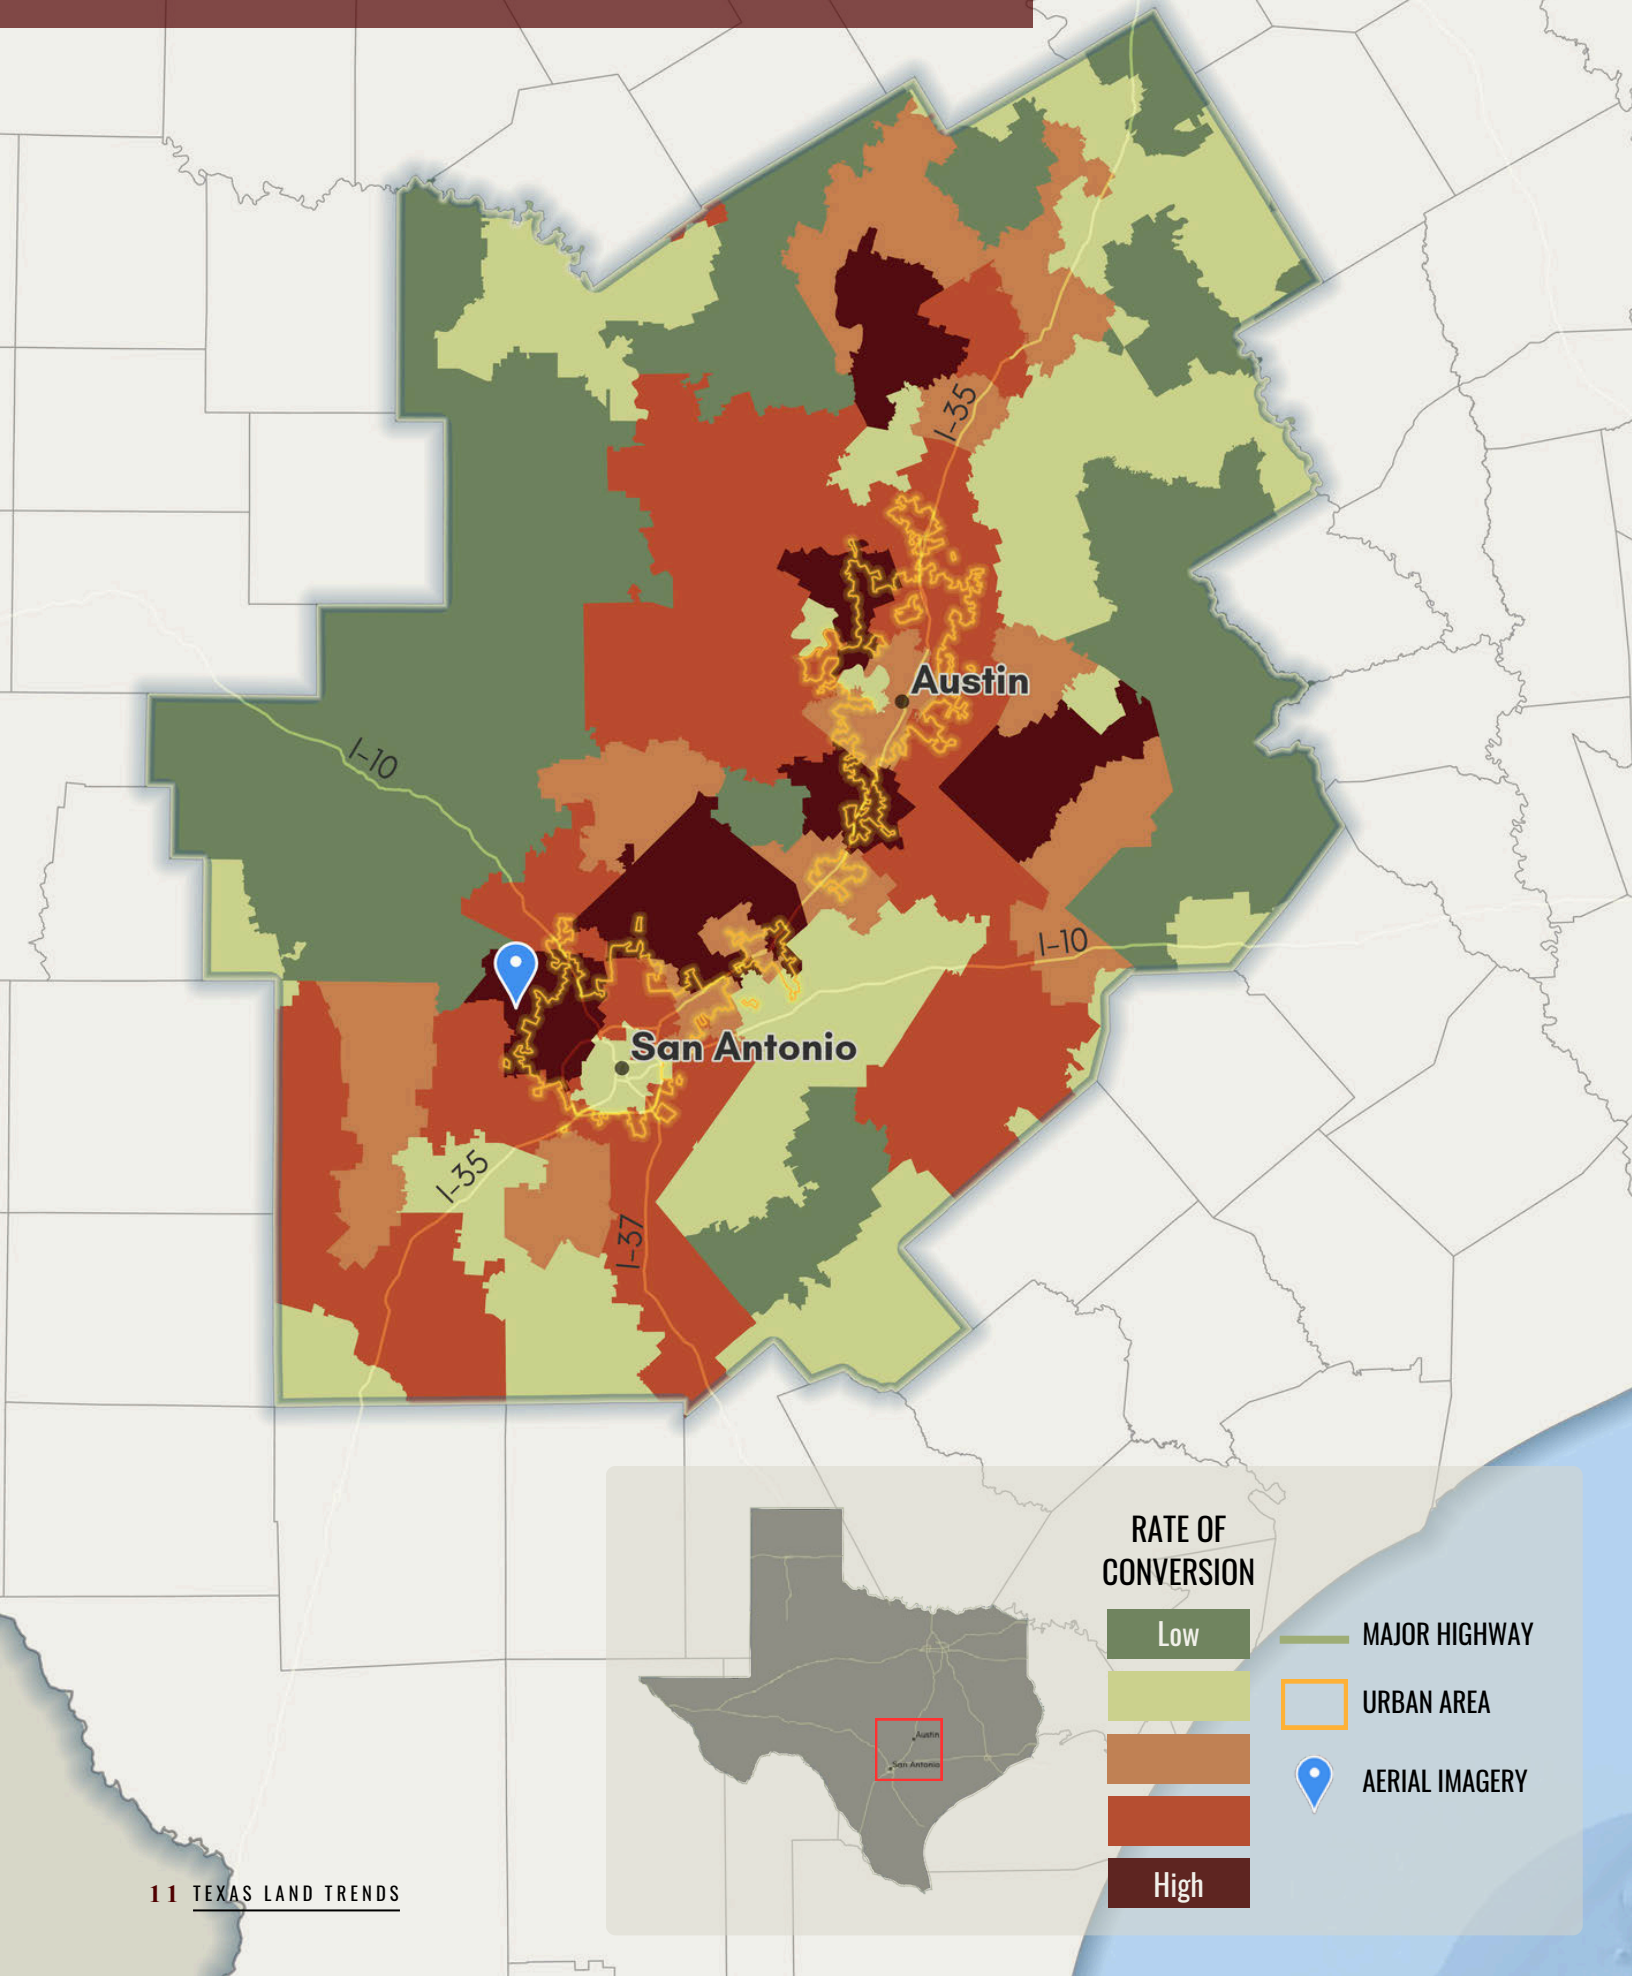 I-35
Austin
I-10
I-10
San Antonio
I-35
I-37
RATE OF
CONVERSION
Low
High
MAJOR HIGHWAY
URBAN AREA
AERIAL IMAGERY
Austin
San Antonio
11 TEXAS LAND TRENDS